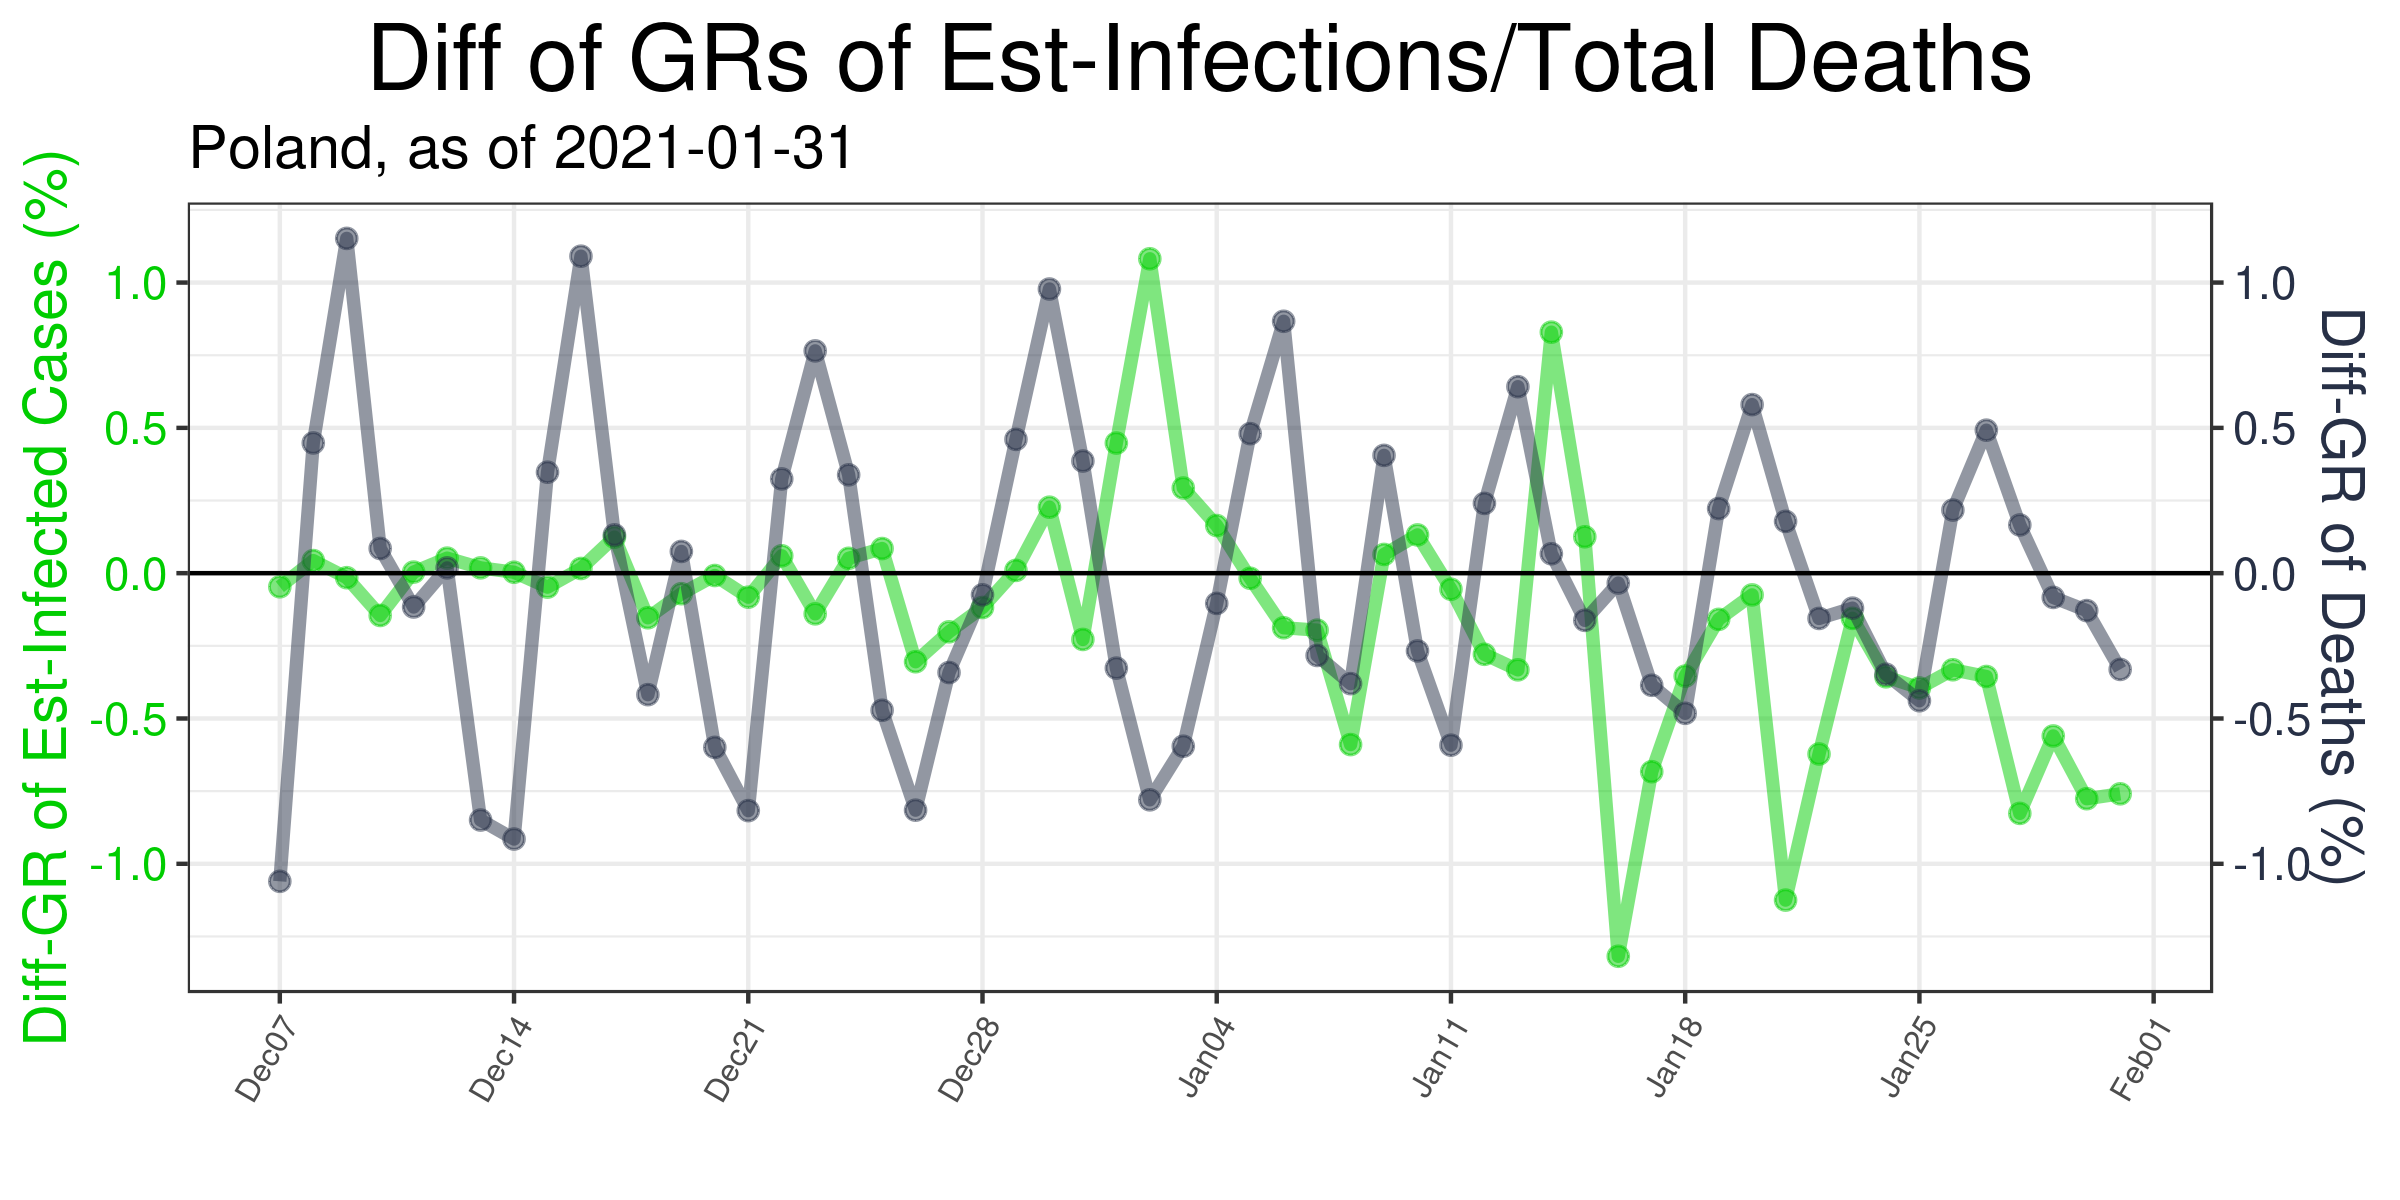 Diff of GRs of Est-Infections/Total Deaths
Poland, as of 2021-01-31
Diff-GR of Est-Infected Cases (%)
1.0
0.5
0.0
-0.5
-1.0
1.0
0.5
0.0
-0.5
-1.0
Diff-GR of Deaths (%)
Dec07
Dec14
Dec21
Dec28
Jan04
Jan11
Jan18
Jan25
Feb01